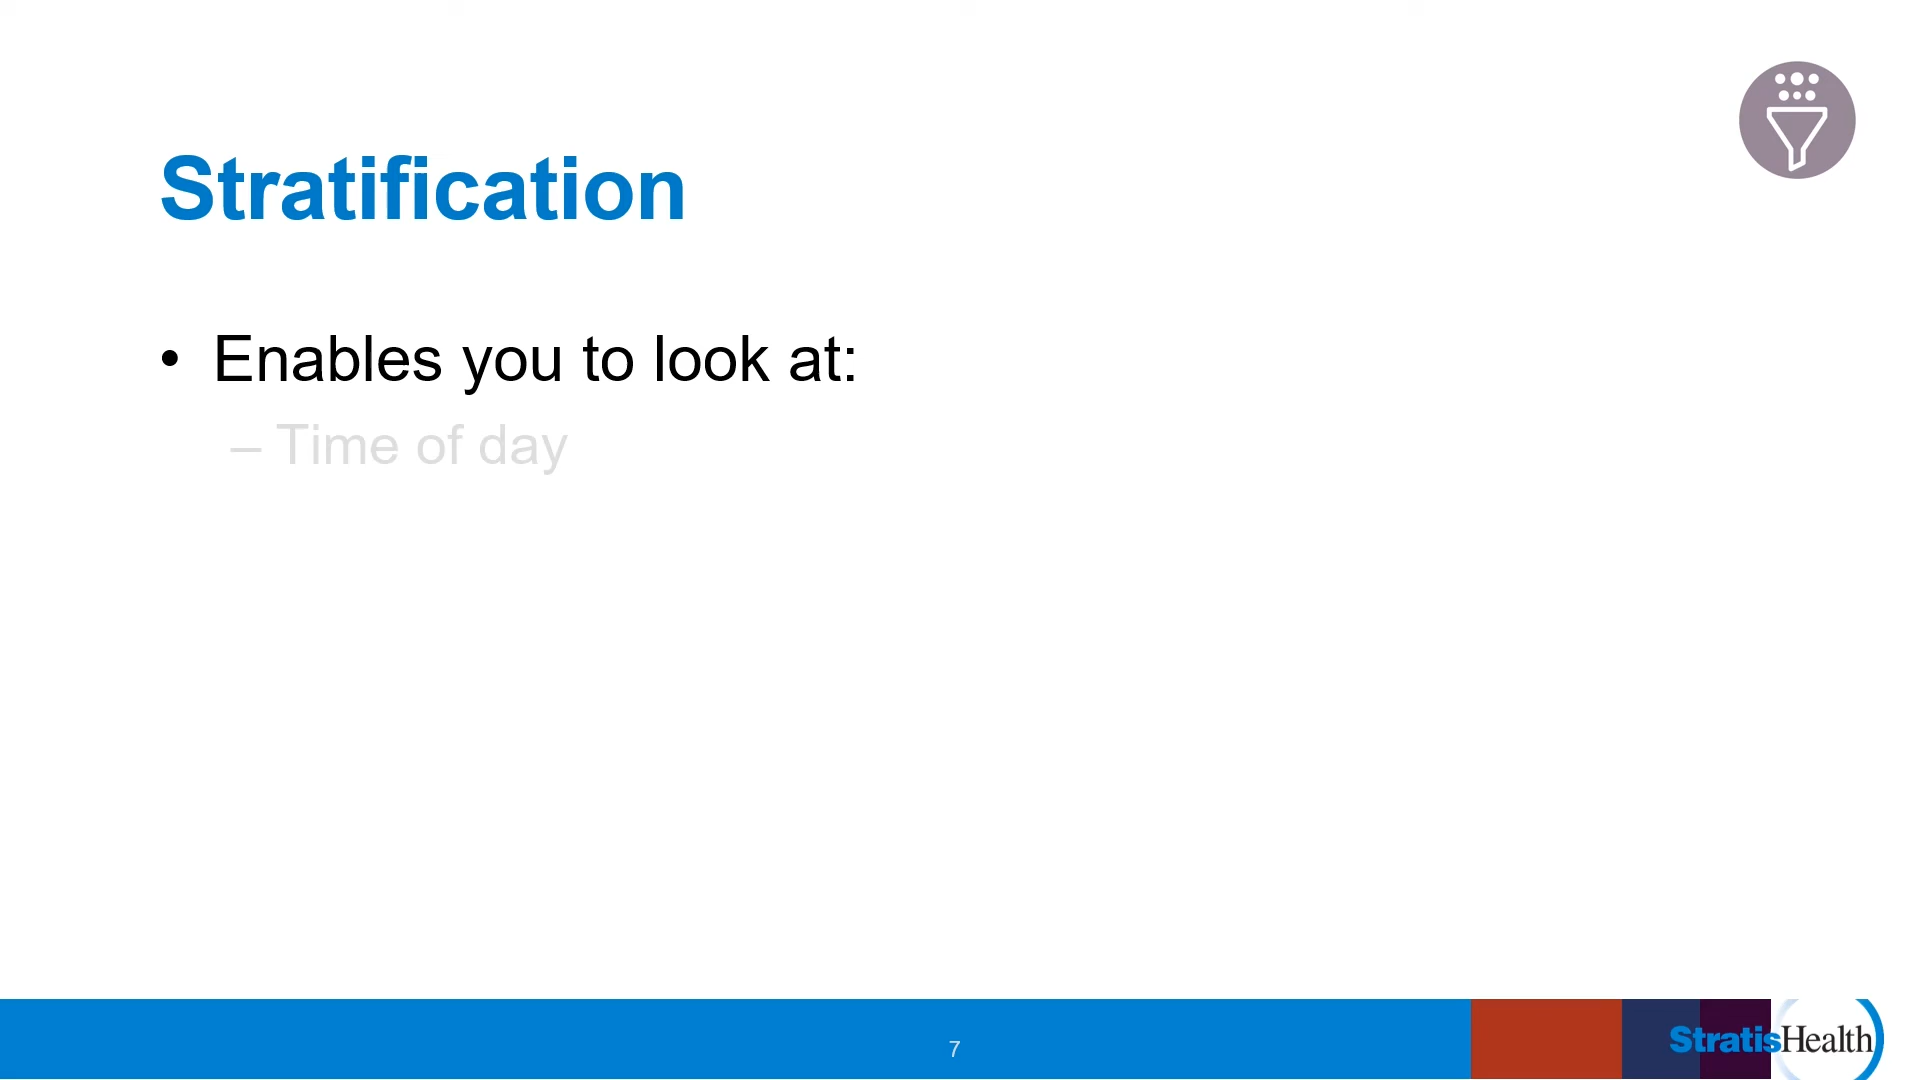 Stratification
• Enables you to look at:
– Time of day
7
StratisHealth